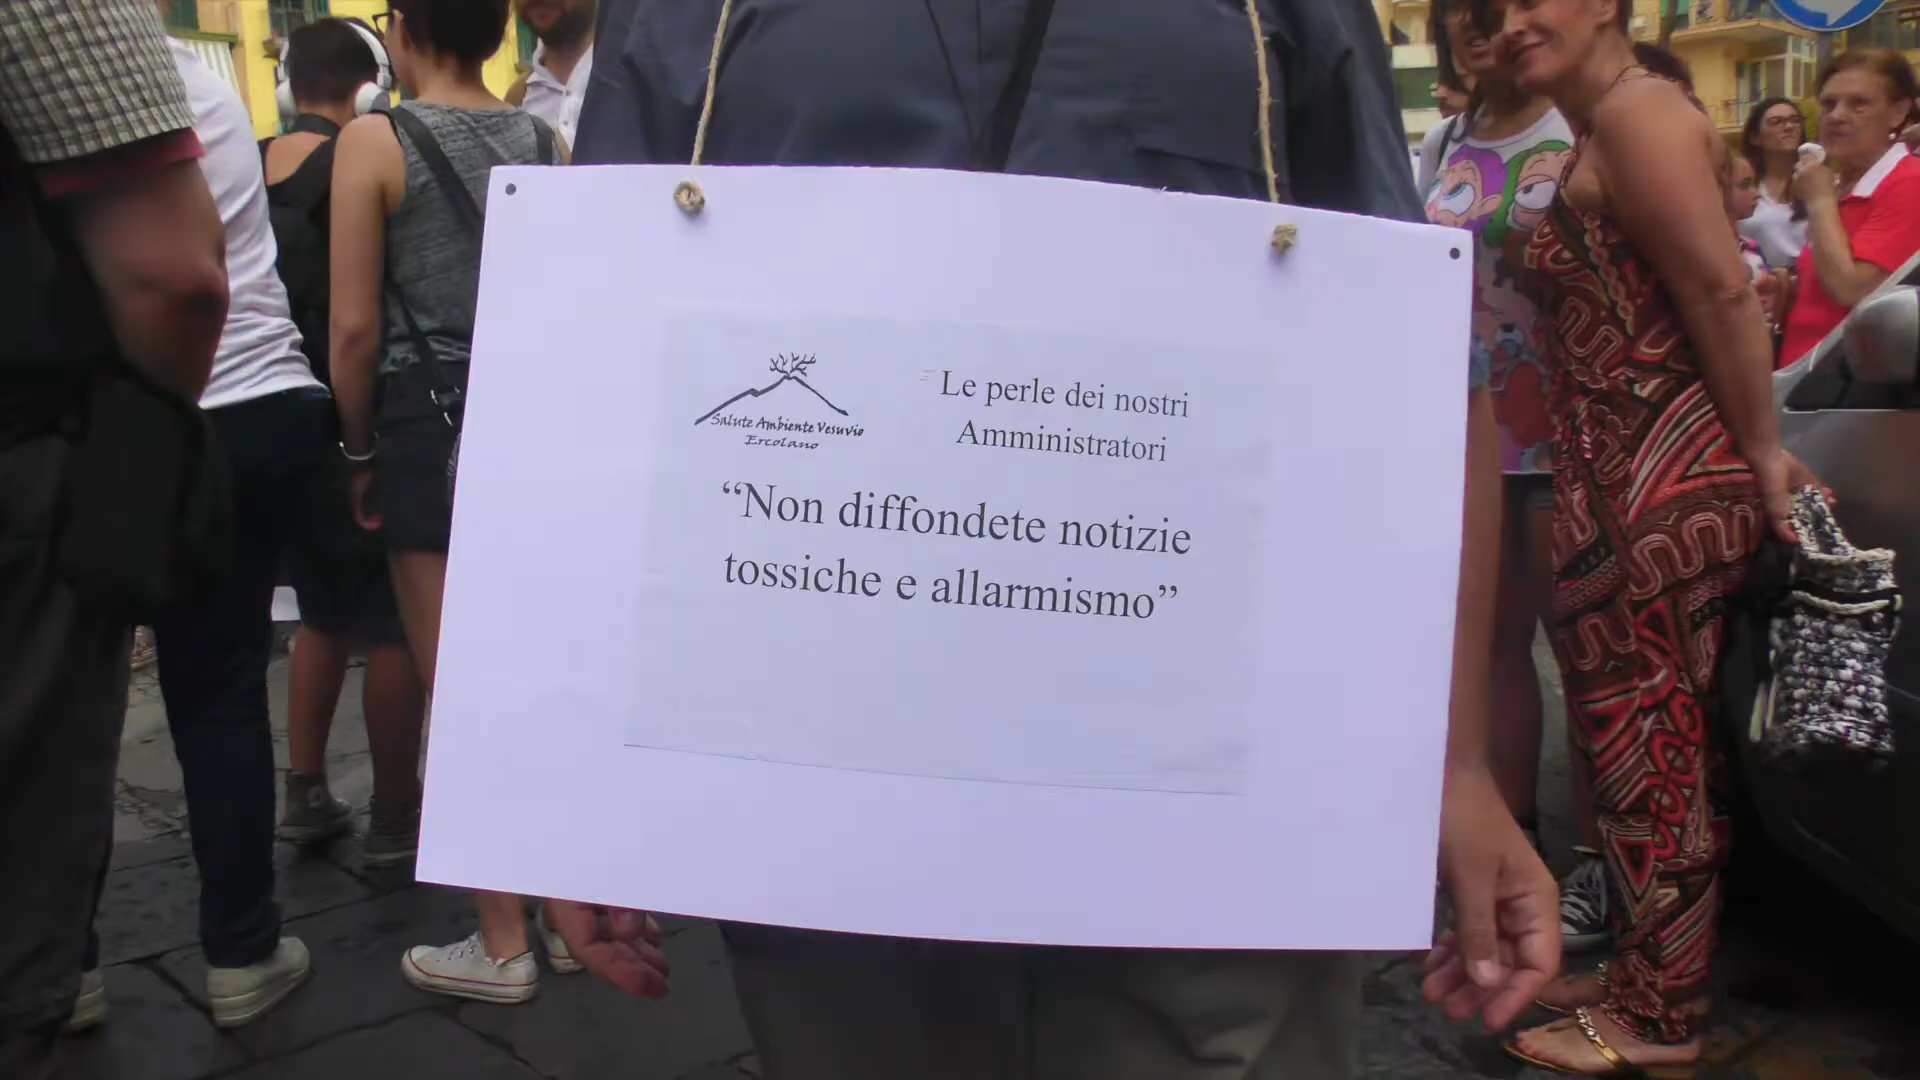 Salute Ambiente Vesuvio
Ercolano
Le perle dei nostri
Amministratori
“Non diffondete notizie
tossiche e allarmismo”